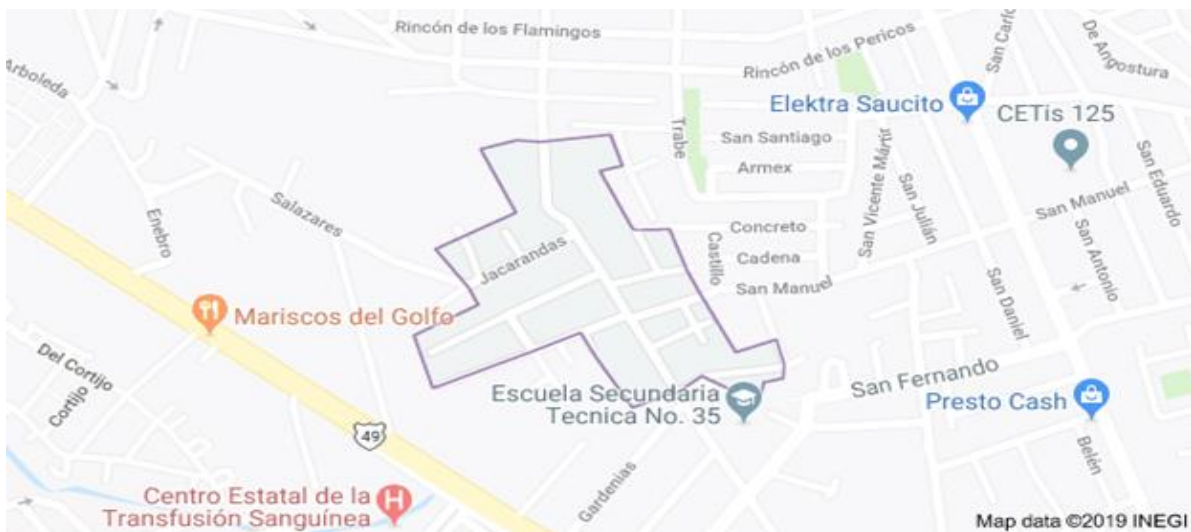 Rincón de los Flamingos
Rincón de los Pericos
San Carlo
De Angostura
Arboleda
Elektra Saucito
CETis 125
Trabe
San Santiago
Armex
San Vicente Mártir
San Julián
San Manuel
San Eduardo
Enebro
Salazares
Jacarandas
Castillo
Concreto
Cadena
San Manuel
San Antonio
San Daniel
Mariscos del Golfo
Del Cortijo
Cortijo
49
Escuela Secundaria
Tecnica No. 35
San Fernando
Presto Cash
Belén
Gardenias
Centro Estatal de la
Transfusión Sanguínea
H
Map data ©2019 INEGI